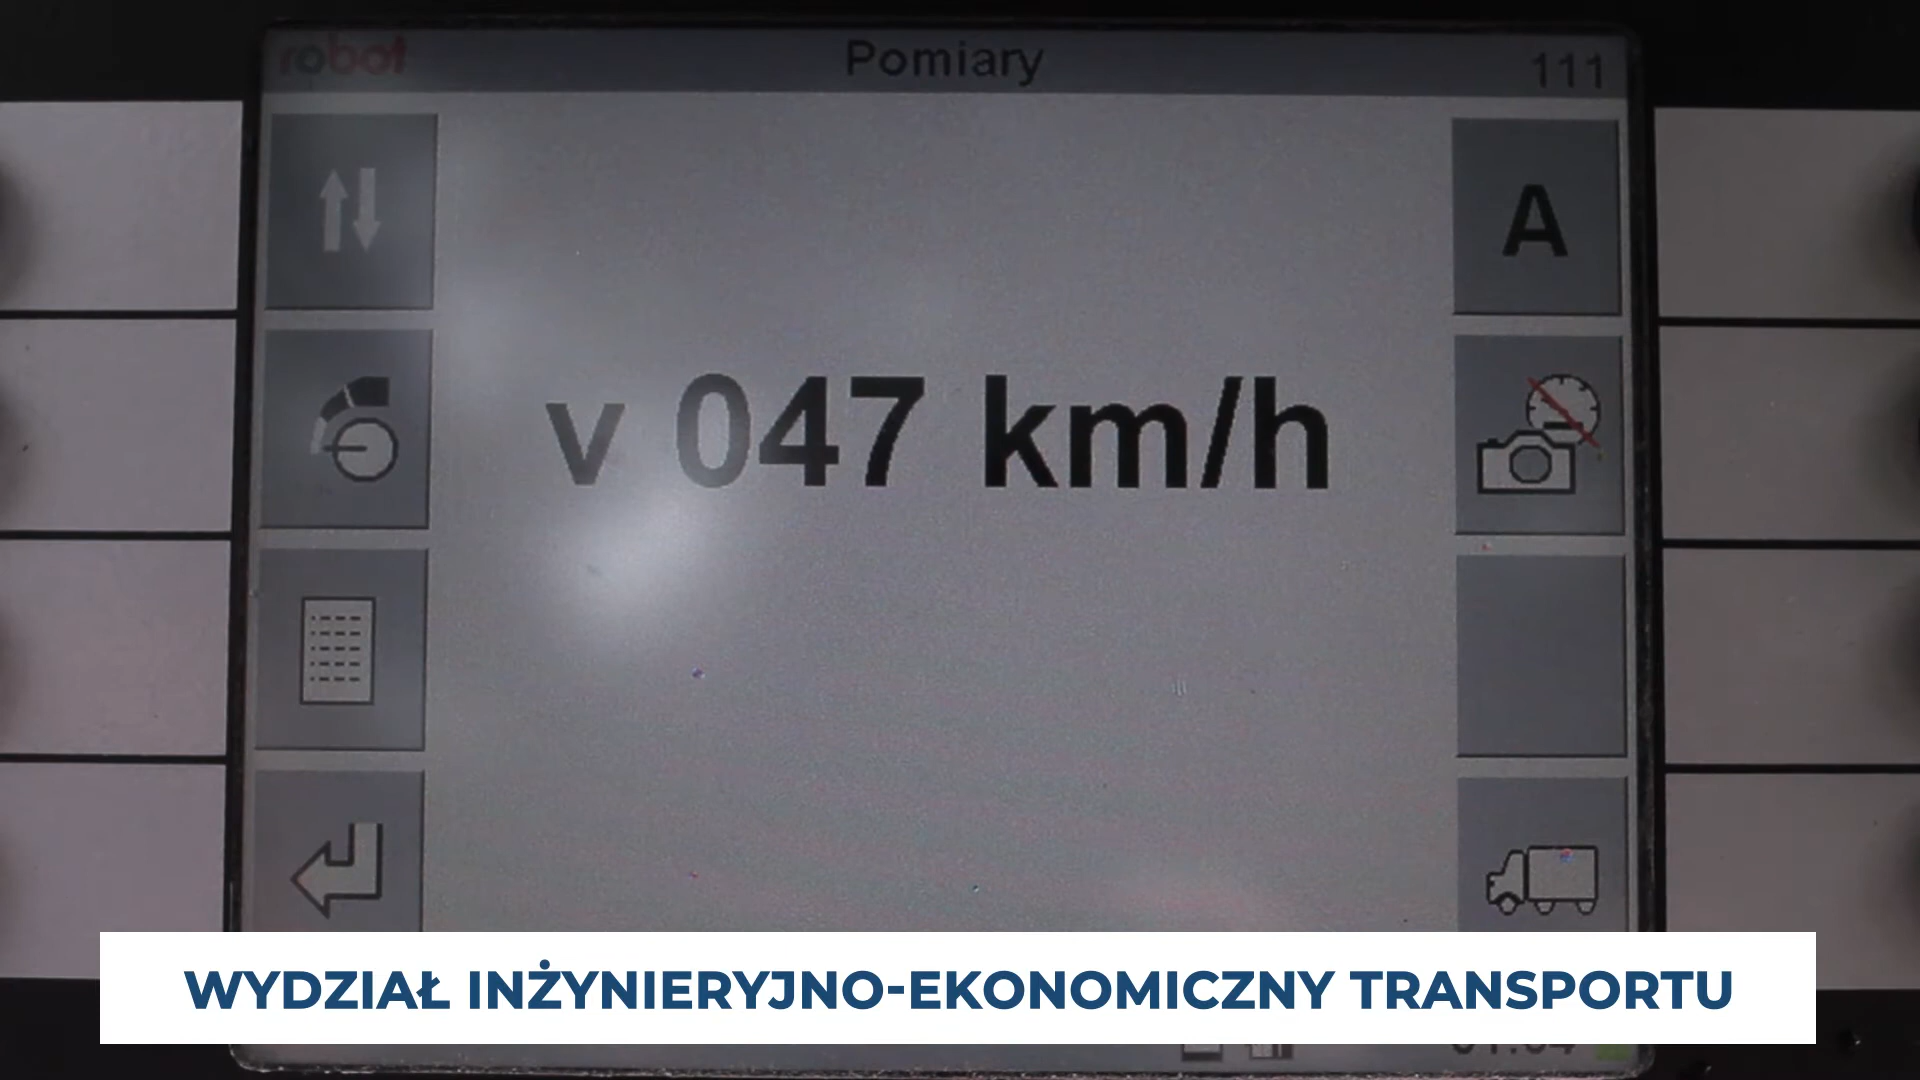 robot
Pomiary
111
A
v 047 km/h
WYDZIAŁ INŻYNIERYJNO-EKONOMICZNY TRANSPORTU